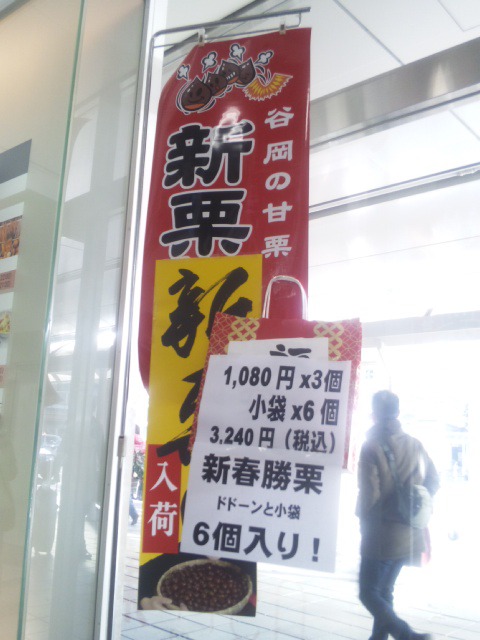 谷岡の甘栗
新栗
新栗
入荷
1,080円x3個
小袋x6個
3.240円（税込）
新春勝栗
ドドーンと小袋
6個入り！